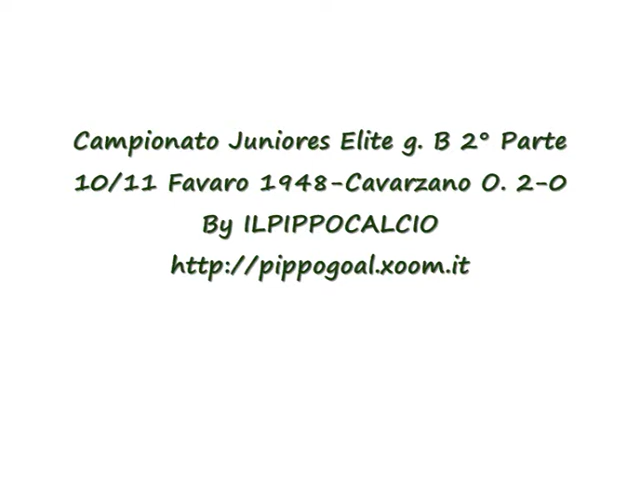 Campionato Juniores Elite g. B 2° Parte
10/11 Favaro 1948-Cavarzano O. 2-0
By ILPIPPOCALCIO
http://pippogoal.xoom.it